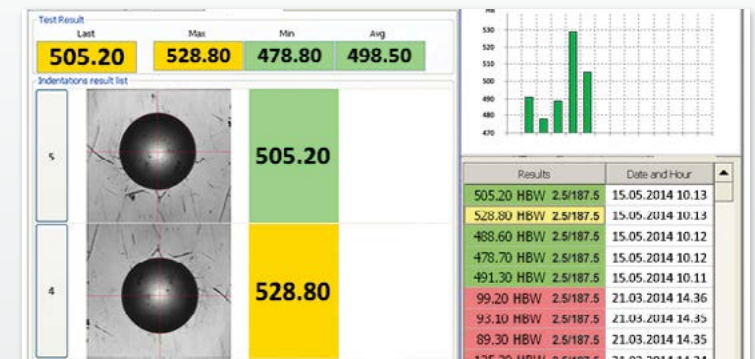 Test Result
Last Max Min Avg
505.20 528.80 478.80 498.50
Indentations result list
5 505.20
4 528.80
HB
530
520
510
500
490
480
470
Results Date and Hour
505.20 HBW 2.5/187.5 15.05.2014 10.13
528.80 HBW 2.5/187.5 15.05.2014 10.13
488.60 HBW 2.5/187.5 15.05.2014 10.12
478.70 HBW 2.5/187.5 15.05.2014 10.12
491.30 HBW 2.5/187.5 15.05.2014 10.11
99.20 HBW 2.5/187.5 21.03.2014 14.36
93.10 HBW 2.5/187.5 21.03.2014 14.35
89.30 HBW 2.5/187.5 21.03.2014 14.35